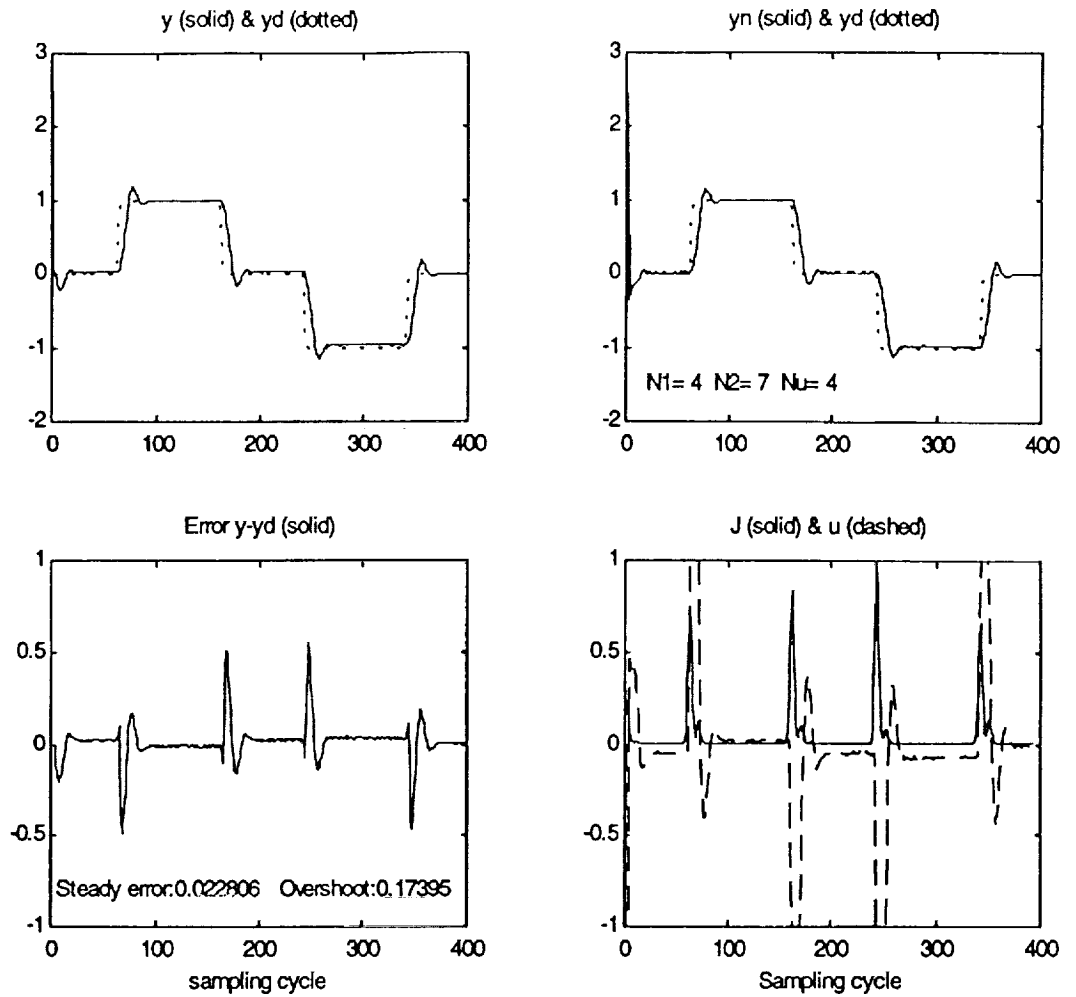 y (solid) & yd (dotted)
3
2
1
0
-1
-2
0 100 200 300 400
yn (solid) & yd (dotted)
3
2
1
0
-1
-2
N1= 4 N2= 7 Nu= 4
0 100 200 300 400
Error y-yd (solid)
1
0.5
0
-0.5
-1
Steady error:0.022806 Overshoot:0.17395
0 100 200 300 400
sampling cycle
J (solid) & u (dashed)
1
0.5
0
-0.5
-1
0 100 200 300 400
Sampling cycle